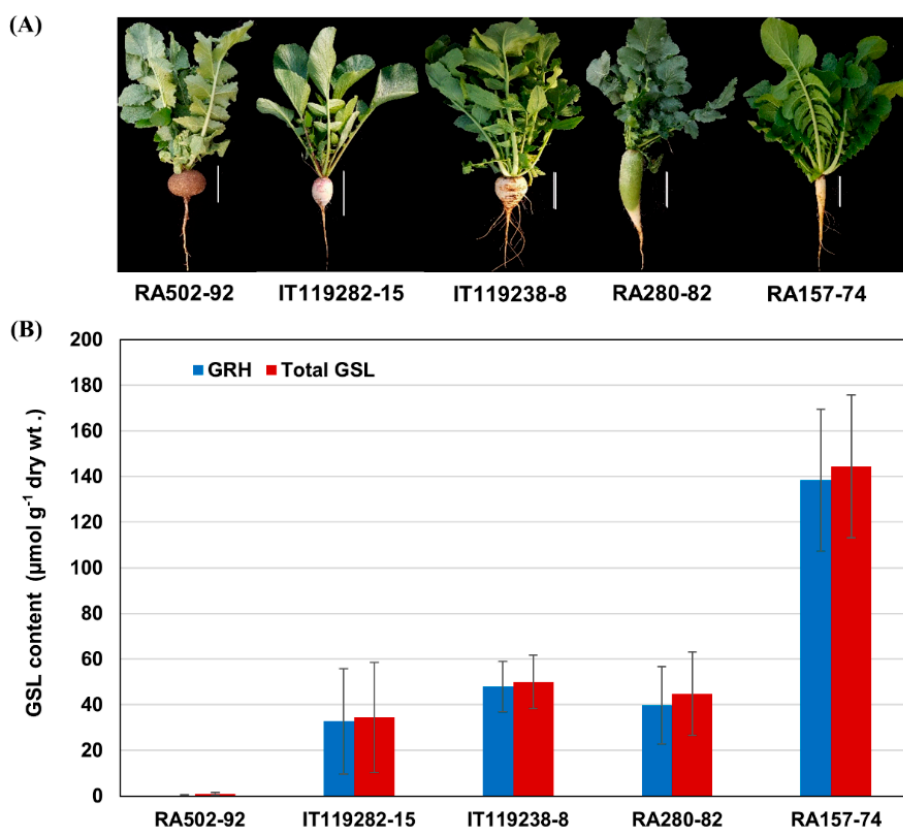 (A)
RA502-92 IT119282-15 IT119238-8 RA280-82 RA157-74
(B)
GSL content (µmol g⁻¹ dry wt.)
GRH Total GSL
200
180
160
140
120
100
80
60
40
20
0
RA502-92 IT119282-15 IT119238-8 RA280-82 RA157-74